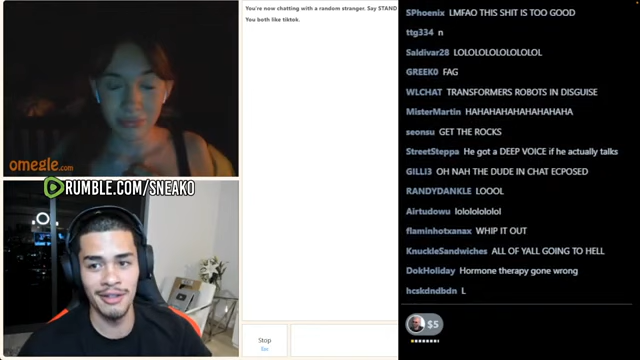 You're now chatting with a random stranger. Say STAND
You both like tiktok.
omegle.com
RUMBLE.COM/SNEAKO
Stop
Esc
SPhoenix LMFAO THIS SHIT IS TOO GOOD
ttg334 n
Saldivar28 LOLOLOLOLOLOLOLOL
GREEK0 FAG
WLCHAT TRANSFORMERS ROBOTS IN DISGUISE
MisterMartin HAHAHAHAHAHAHAHA
seonsu GET THE ROCKS
StreetSteppa He got a DEEP VOICE if he actually talks
GILLI3 OH NAH THE DUDE IN CHAT ECPOSED
RANDYDANKLE LOOOL
Airtudowu lolololololol
flaminhotxanax WHIP IT OUT
KnuckleSandwiches ALL OF YALL GOING TO HELL
DokHoliday Hormone therapy gone wrong
hcskdndbdn L
$5